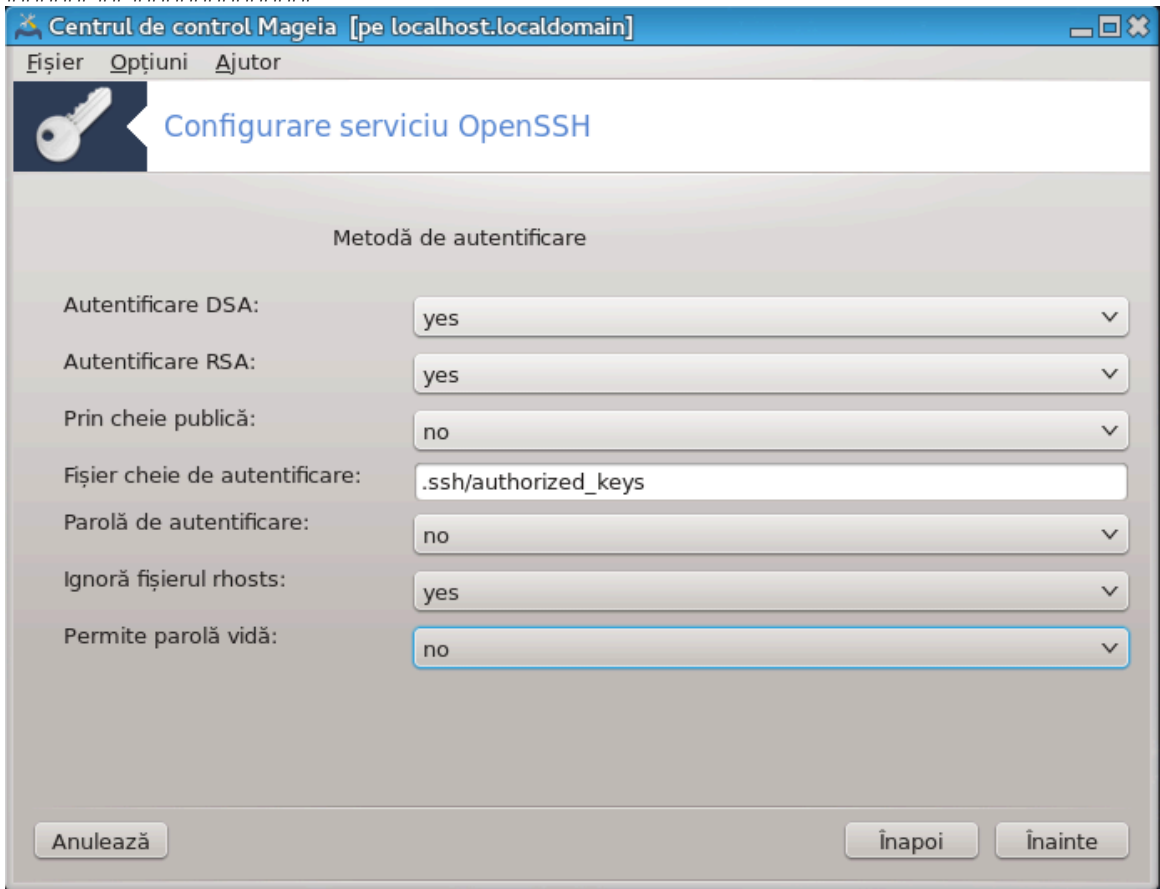 Centrul de control Mageia [pe localhost.localdomain]
Fișier Opțiuni Ajutor
Configurare serviciu OpenSSH
Metodă de autentificare
Autentificare DSA: yes
Autentificare RSA: yes
Prin cheie publică: no
Fișier cheie de autentificare: .ssh/authorized_keys
Parolă de autentificare: no
Ignoră fișierul rhosts: yes
Permite parolă vidă: no
Anulează Înapoi Înainte